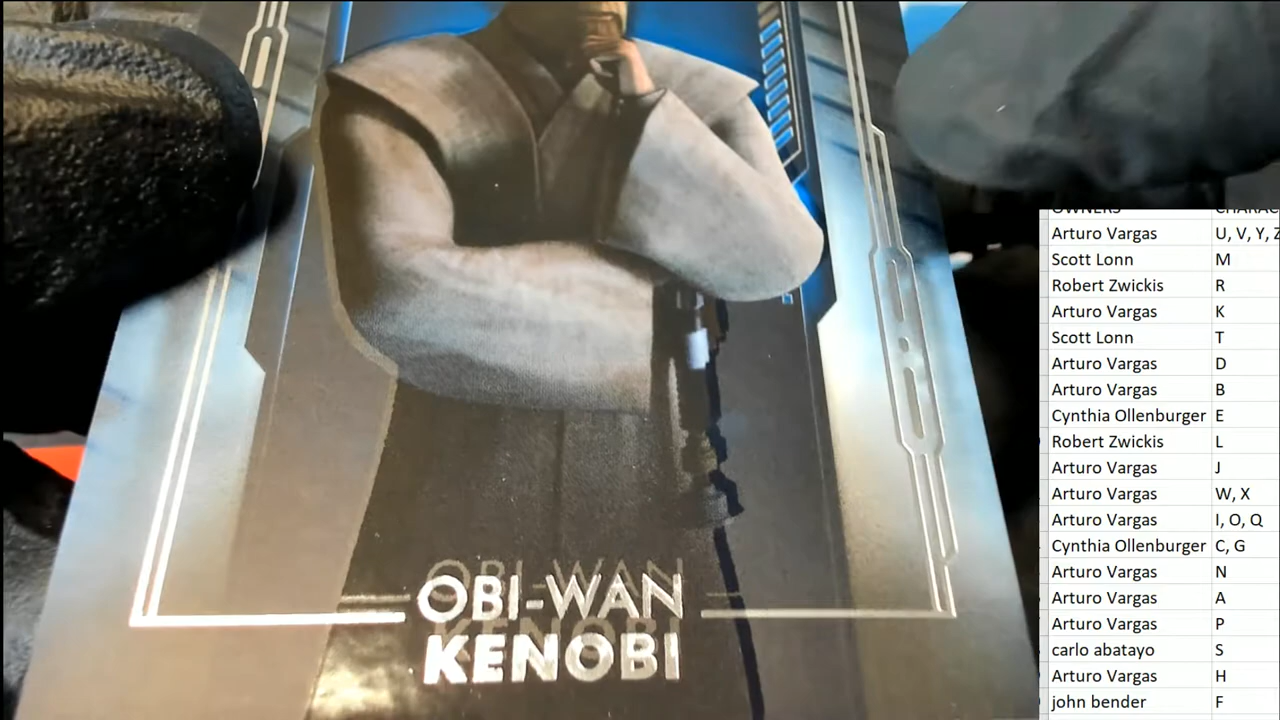 OBI-WAN
KENOBI
OWNERS
Arturo Vargas U, V, Y, Z
Scott Lonn M
Robert Zwickis R
Arturo Vargas K
Scott Lonn T
Arturo Vargas D
Arturo Vargas B
Cynthia Ollenburger E
Robert Zwickis L
Arturo Vargas J
Arturo Vargas W, X
Arturo Vargas I, O, Q
Cynthia Ollenburger C, G
Arturo Vargas N
Arturo Vargas A
Arturo Vargas P
carlo abatayo S
Arturo Vargas H
john bender F